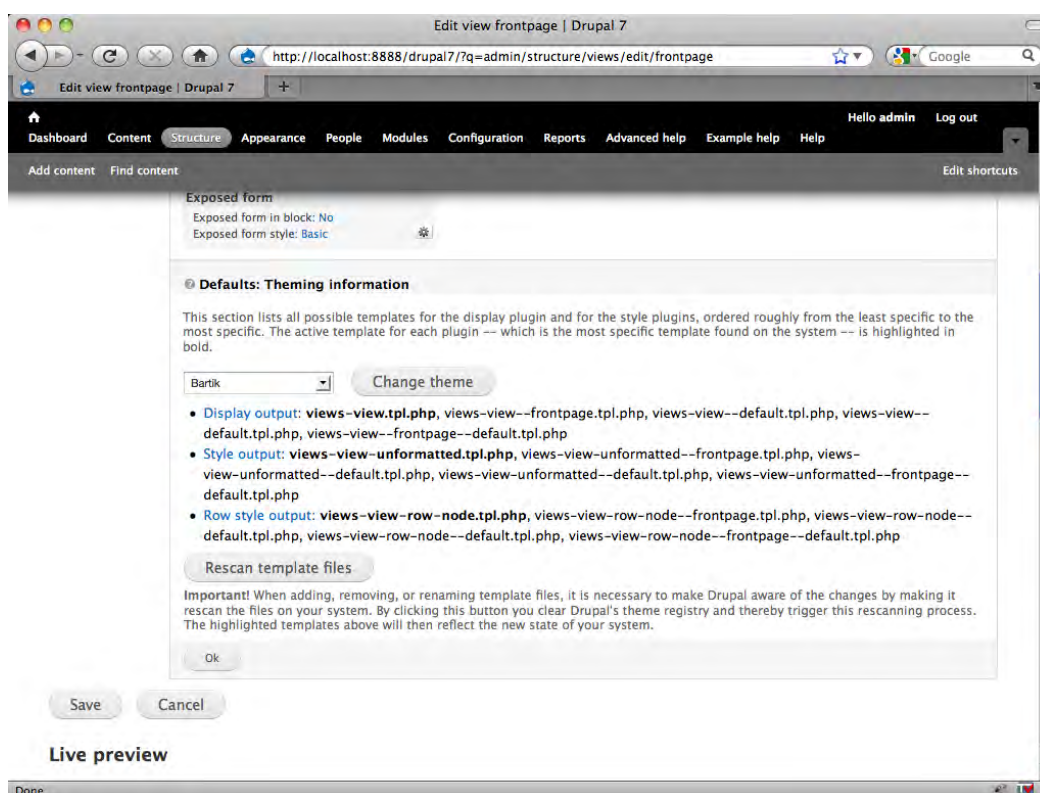 Edit view frontpage | Drupal 7
http://localhost:8888/drupal7/?q=admin/structure/views/edit/frontpage
Google
Edit view frontpage | Drupal 7
Hello admin Log out
Dashboard Content Structure Appearance People Modules Configuration Reports Advanced help Example help Help
Add content Find content Edit shortcuts
Exposed form
Exposed form in block: No
Exposed form style: Basic
Defaults: Theming information
This section lists all possible templates for the display plugin and for the style plugins, ordered roughly from the least specific to the
most specific. The active template for each plugin -- which is the most specific template found on the system -- is highlighted in
bold.
Bartik
Change theme
• Display output: views-view.tpl.php, views-view--frontpage.tpl.php, views-view--default.tpl.php, views-view--
default.tpl.php, views-view--frontpage--default.tpl.php
• Style output: views-view-unformatted.tpl.php, views-view-unformatted--frontpage.tpl.php, views-
view-unformatted--default.tpl.php, views-view-unformatted--default.tpl.php, views-view-unformatted--frontpage--
default.tpl.php
• Row style output: views-view-row-node.tpl.php, views-view-row-node--frontpage.tpl.php, views-view-row-node--
default.tpl.php, views-view-row-node--default.tpl.php, views-view-row-node--frontpage--default.tpl.php
Rescan template files
Important! When adding, removing, or renaming template files, it is necessary to make Drupal aware of the changes by making it
rescan the files on your system. By clicking this button you clear Drupal's theme registry and thereby trigger this rescanning process.
The highlighted templates above will then reflect the new state of your system.
Ok
Save Cancel
Live preview
Done